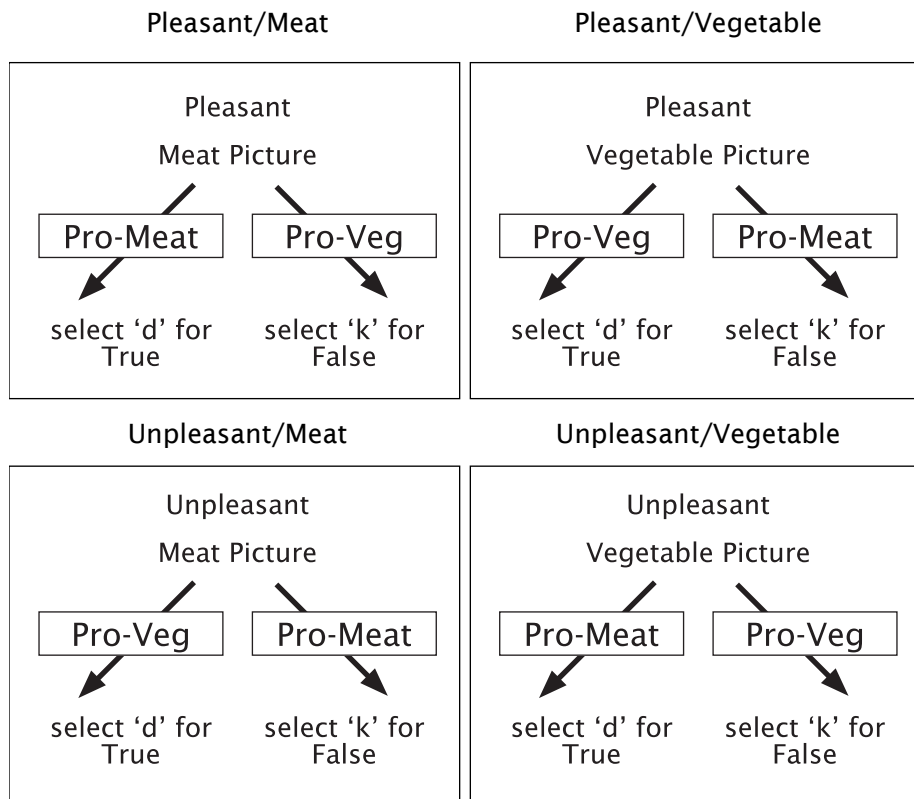 Pleasant/Meat
Pleasant
Meat Picture
Pro-Meat
Pro-Veg
select ‘d’ for
True
select ‘k’ for
False
Pleasant/Vegetable
Pleasant
Vegetable Picture
Pro-Veg
Pro-Meat
select ‘d’ for
True
select ‘k’ for
False
Unpleasant/Meat
Unpleasant
Meat Picture
Pro-Veg
Pro-Meat
select ‘d’ for
True
select ‘k’ for
False
Unpleasant/Vegetable
Unpleasant
Vegetable Picture
Pro-Meat
Pro-Veg
select ‘d’ for
True
select ‘k’ for
False